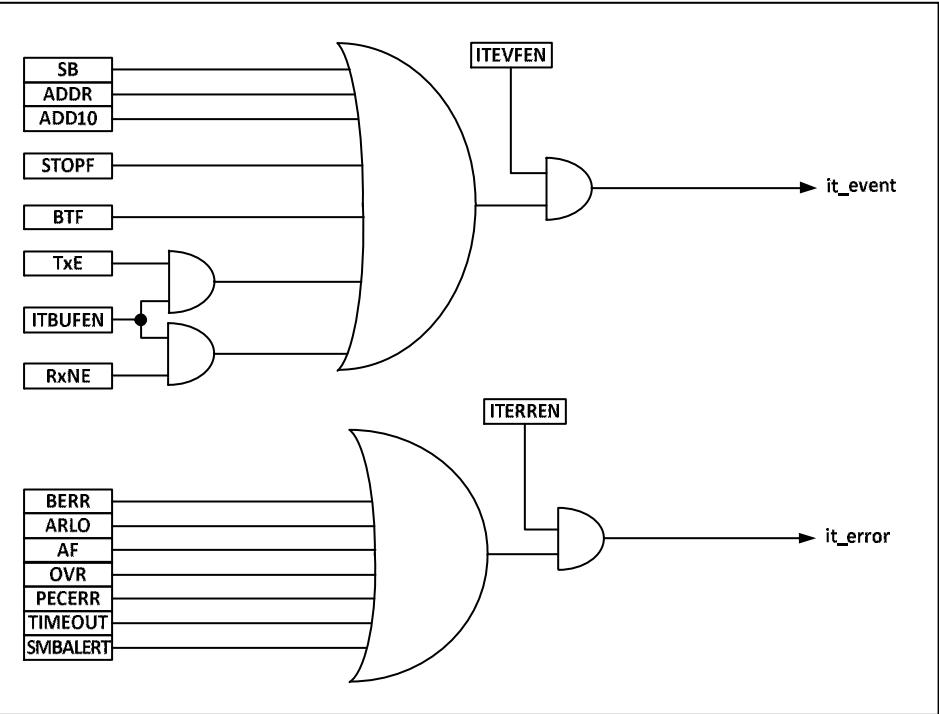 SB
ADDR
ADD10
STOPF
BTF
TxE
ITBUFEN
RxNE
ITEVFEN
it_event
BERR
ARLO
AF
OVR
PECERR
TIMEOUT
SMBALERT
ITERREN
it_error